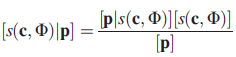 [s(c, Φ)|p] = [p|s(c, Φ)][s(c, Φ)] / [p]